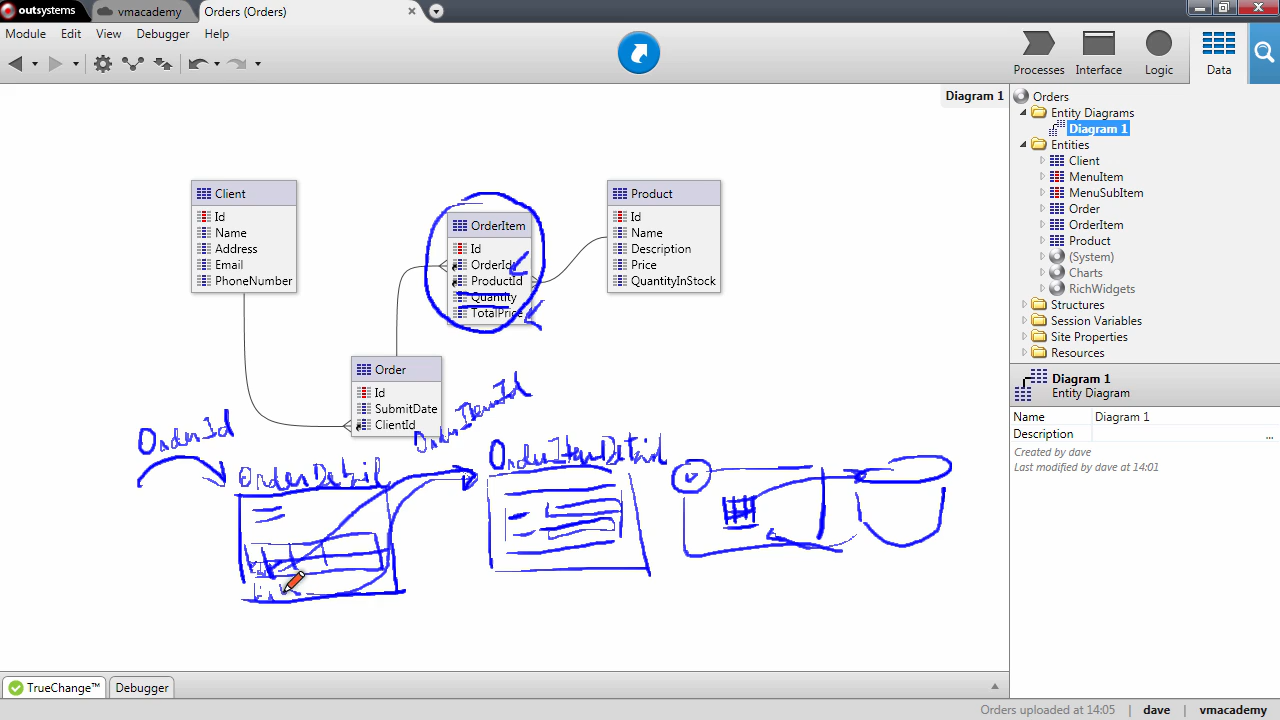 outsystems
vmacademy
Orders (Orders)
Module Edit View Debugger Help
Processes Interface Logic Data
Diagram 1
Client
Id
Name
Address
Email
PhoneNumber
OrderItem
Id
OrderId
ProductId
Quantity
TotalPrice
Product
Id
Name
Description
Price
QuantityInStock
Order
Id
SubmitDate
ClientId
OrderId
OrderItemId
OrderDetail
OrderItemDetail
Orders
Entity Diagrams
Diagram 1
Entities
Client
MenuItem
MenuSubItem
Order
OrderItem
Product
(System)
Charts
RichWidgets
Structures
Session Variables
Site Properties
Resources
Diagram 1
Entity Diagram
Name Diagram 1
Description ...
Created by dave
Last modified by dave at 14:01
TrueChange™ Debugger
Orders uploaded at 14:05 dave vmacademy